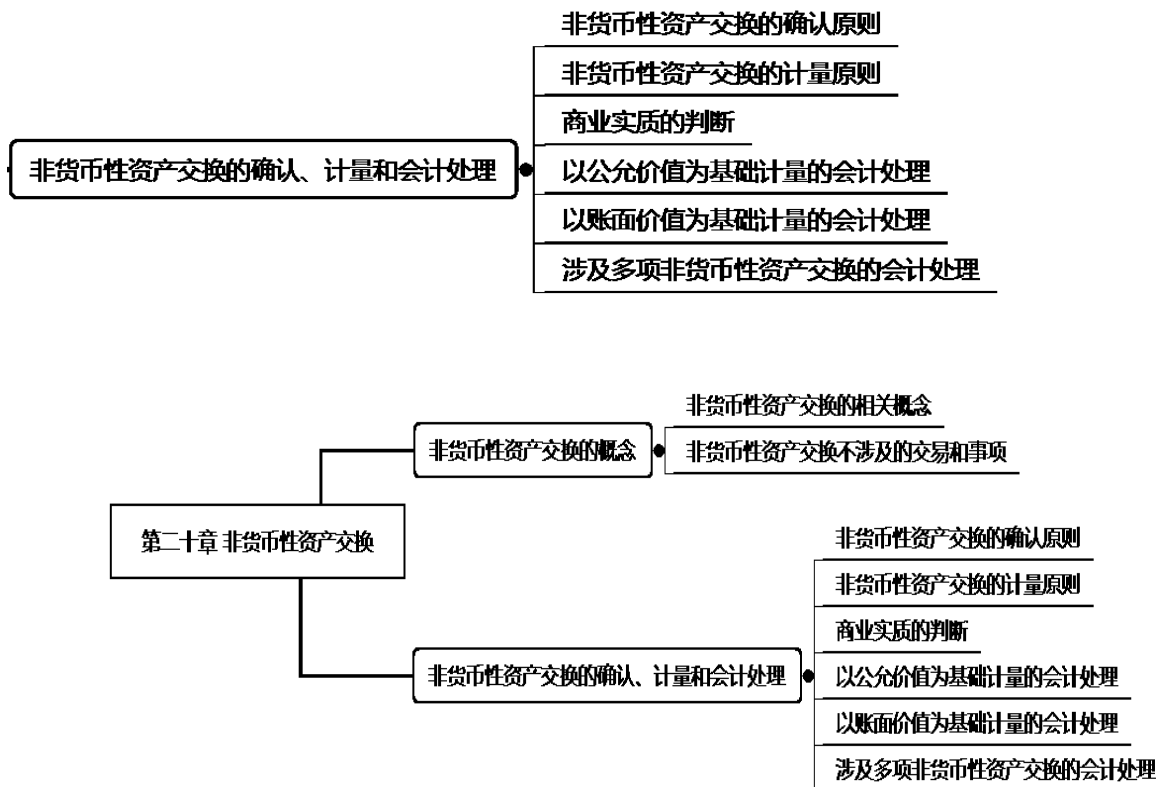 非货币性资产交换的确认原则
非货币性资产交换的计量原则
商业实质的判断
非货币性资产交换的确认、计量和会计处理
以公允价值为基础计量的会计处理
以账面价值为基础计量的会计处理
涉及多项非货币性资产交换的会计处理
非货币性资产交换的相关概念
非货币性资产交换的概念
非货币性资产交换不涉及的交易和事项
第二十章 非货币性资产交换
非货币性资产交换的确认原则
非货币性资产交换的计量原则
商业实质的判断
非货币性资产交换的确认、计量和会计处理
以公允价值为基础计量的会计处理
以账面价值为基础计量的会计处理
涉及多项非货币性资产交换的会计处理